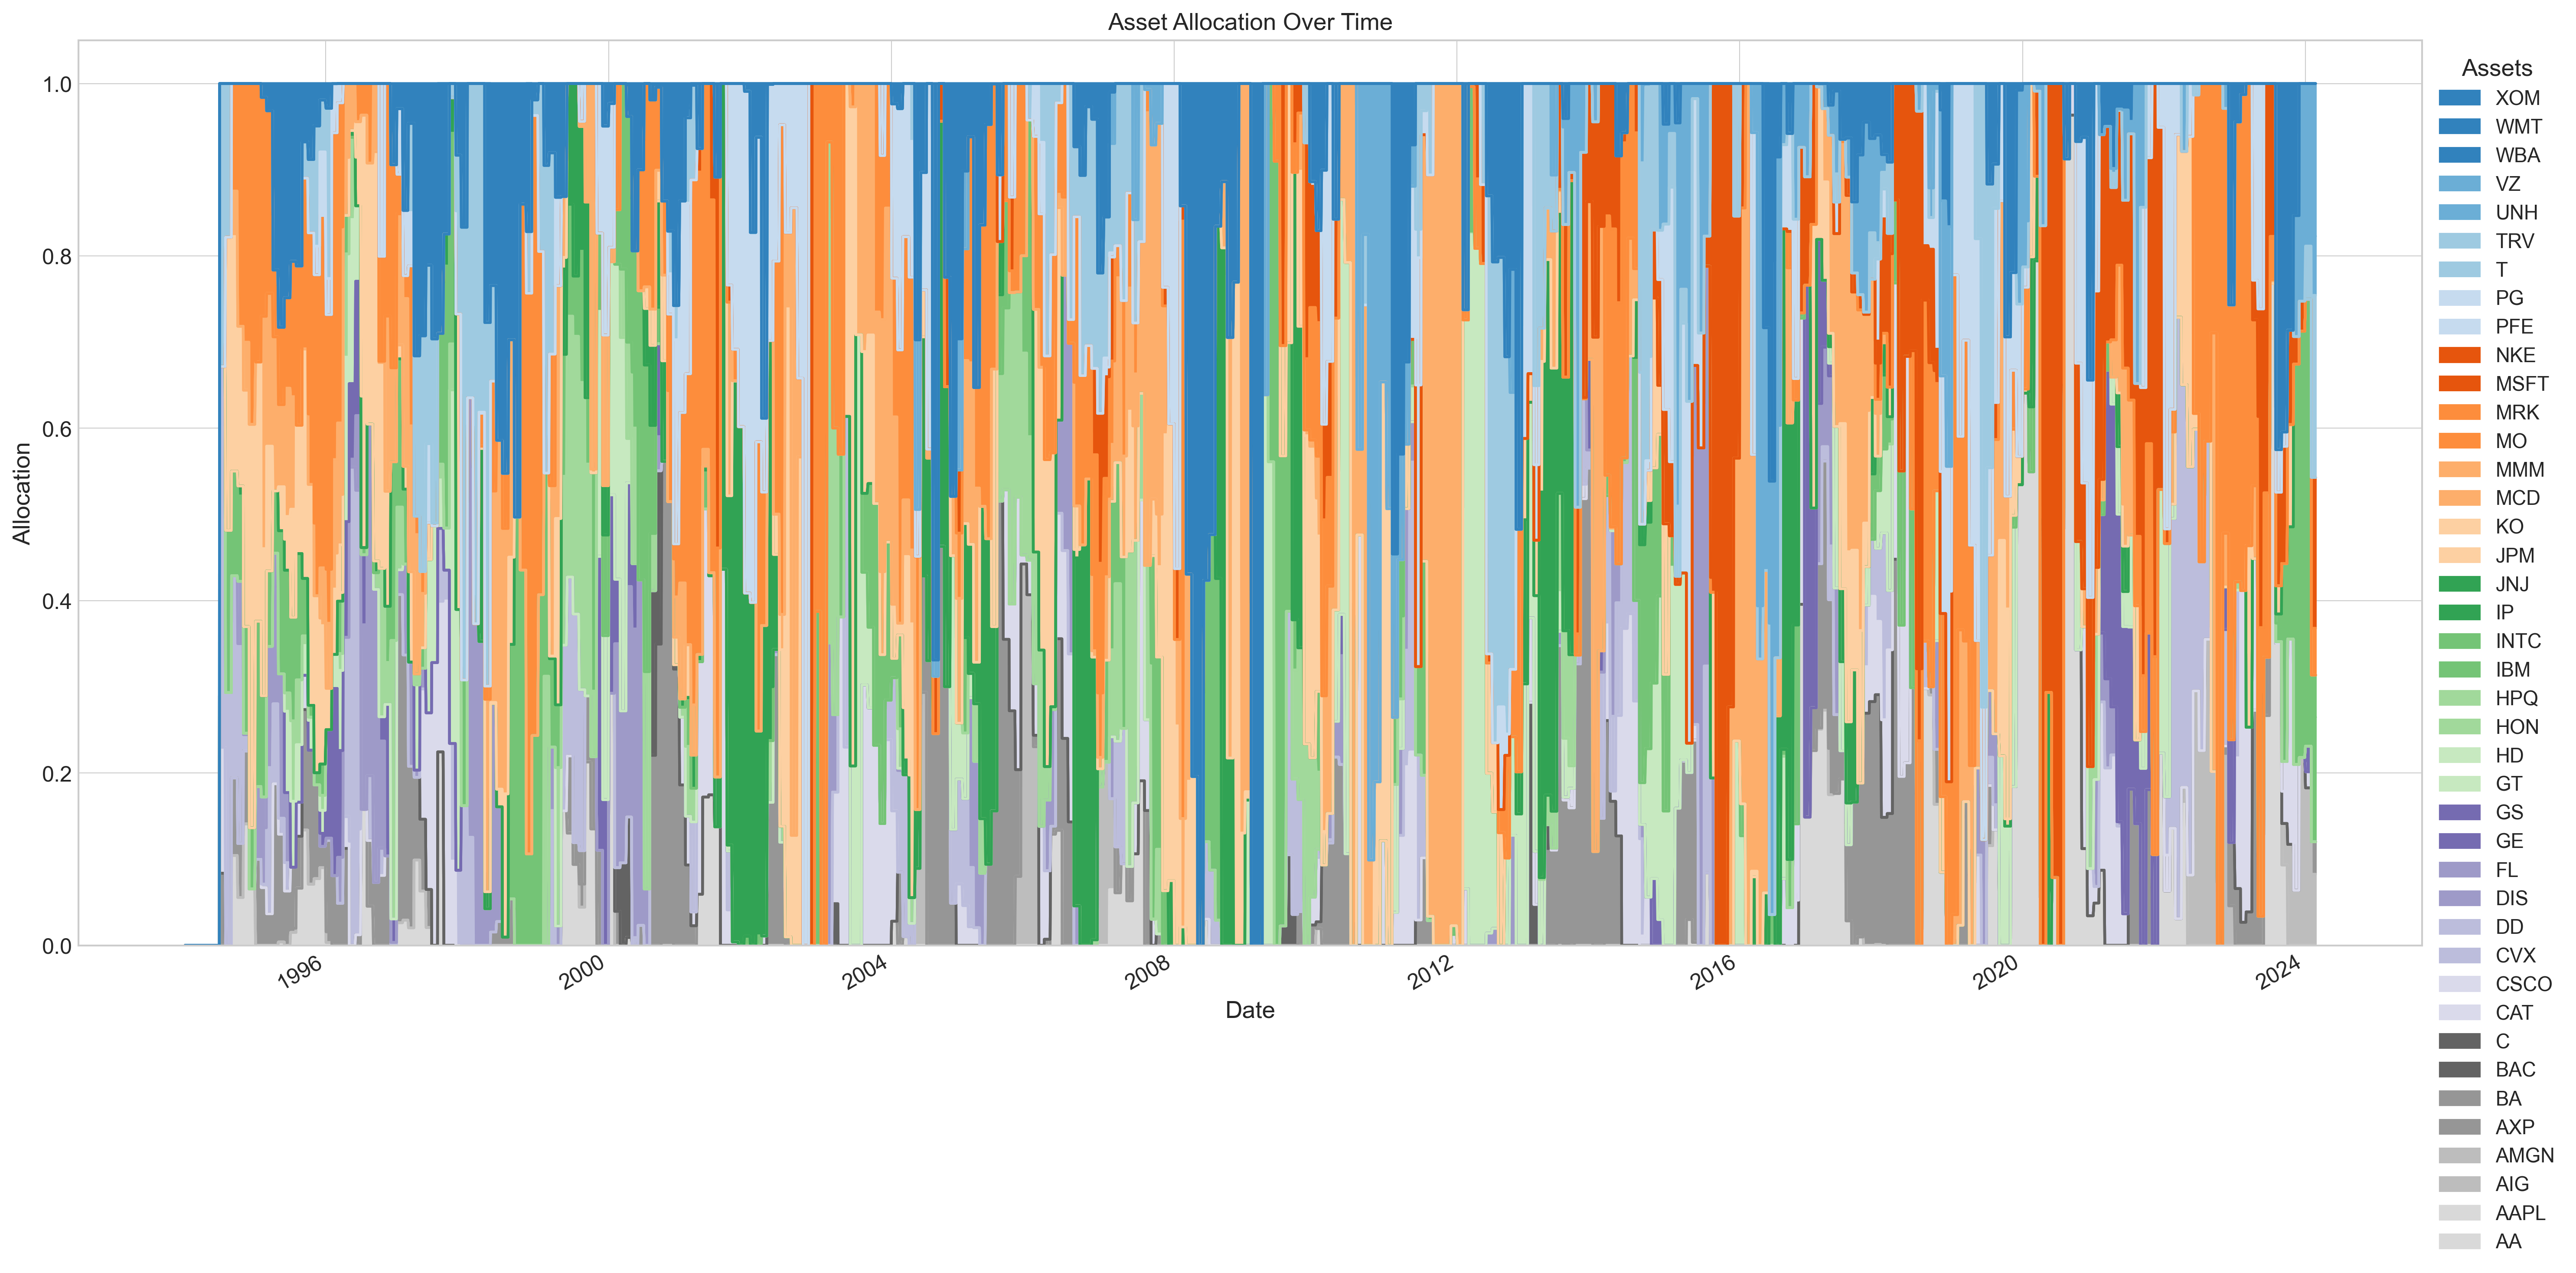 Asset Allocation Over Time
Allocation
1.0
0.8
0.6
0.4
0.2
0.0
1996
2000
2004
2008
2012
2016
2020
2024
Date
Assets
XOM
WMT
WBA
VZ
UNH
TRV
T
PG
PFE
NKE
MSFT
MRK
MO
MMM
MCD
KO
JPM
JNJ
IP
INTC
IBM
HPQ
HON
HD
GT
GS
GE
FL
DIS
DD
CVX
CSCO
CAT
C
BAC
BA
AXP
AMGN
AIG
AAPL
AA